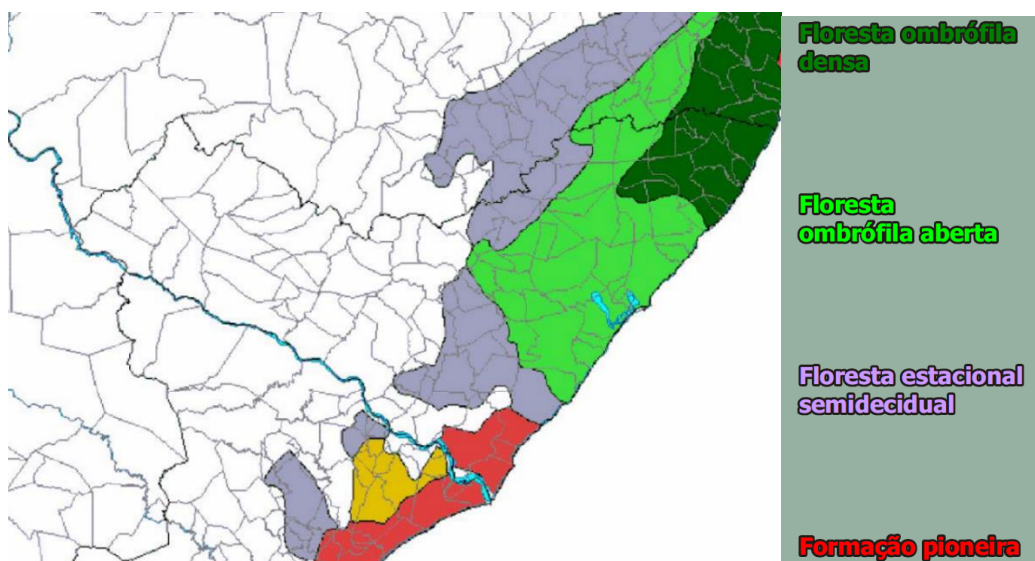 Floresta ombrófila
densa
Floresta
ombrófila aberta
Floresta estacional
semidecidual
Formação pioneira